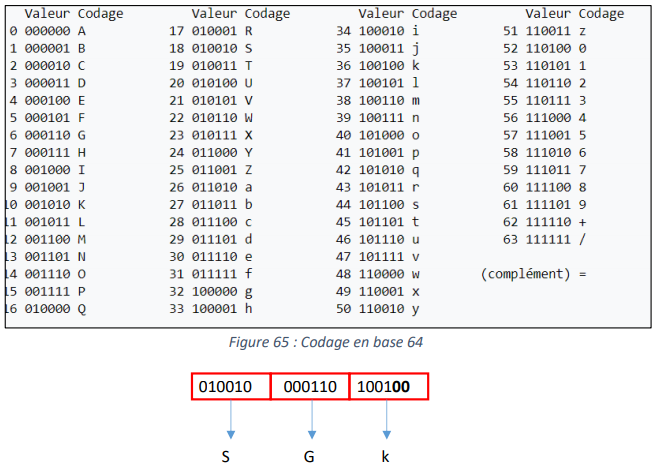 Valeur Codage Valeur Codage Valeur Codage Valeur Codage
0 000000 A 17 010001 R 34 100010 i 51 110011 z
1 000001 B 18 010010 S 35 100011 j 52 110100 0
2 000010 C 19 010011 T 36 100100 k 53 110101 1
3 000011 D 20 010100 U 37 100101 l 54 110110 2
4 000100 E 21 010101 V 38 100110 m 55 110111 3
5 000101 F 22 010110 W 39 100111 n 56 111000 4
6 000110 G 23 010111 X 40 101000 o 57 111001 5
7 000111 H 24 011000 Y 41 101001 p 58 111010 6
8 001000 I 25 011001 Z 42 101010 q 59 111011 7
9 001001 J 26 011010 a 43 101011 r 60 111100 8
10 001010 K 27 011011 b 44 101100 s 61 111101 9
11 001011 L 28 011100 c 45 101101 t 62 111110 +
12 001100 M 29 011101 d 46 101110 u 63 111111 /
13 001101 N 30 011110 e 47 101111 v
14 001110 O 31 011111 f 48 110000 w (complément) =
15 001111 P 32 100000 g 49 110001 x
16 010000 Q 33 100001 h 50 110010 y
Figure 65 : Codage en base 64
010010 000110 100100
S G k